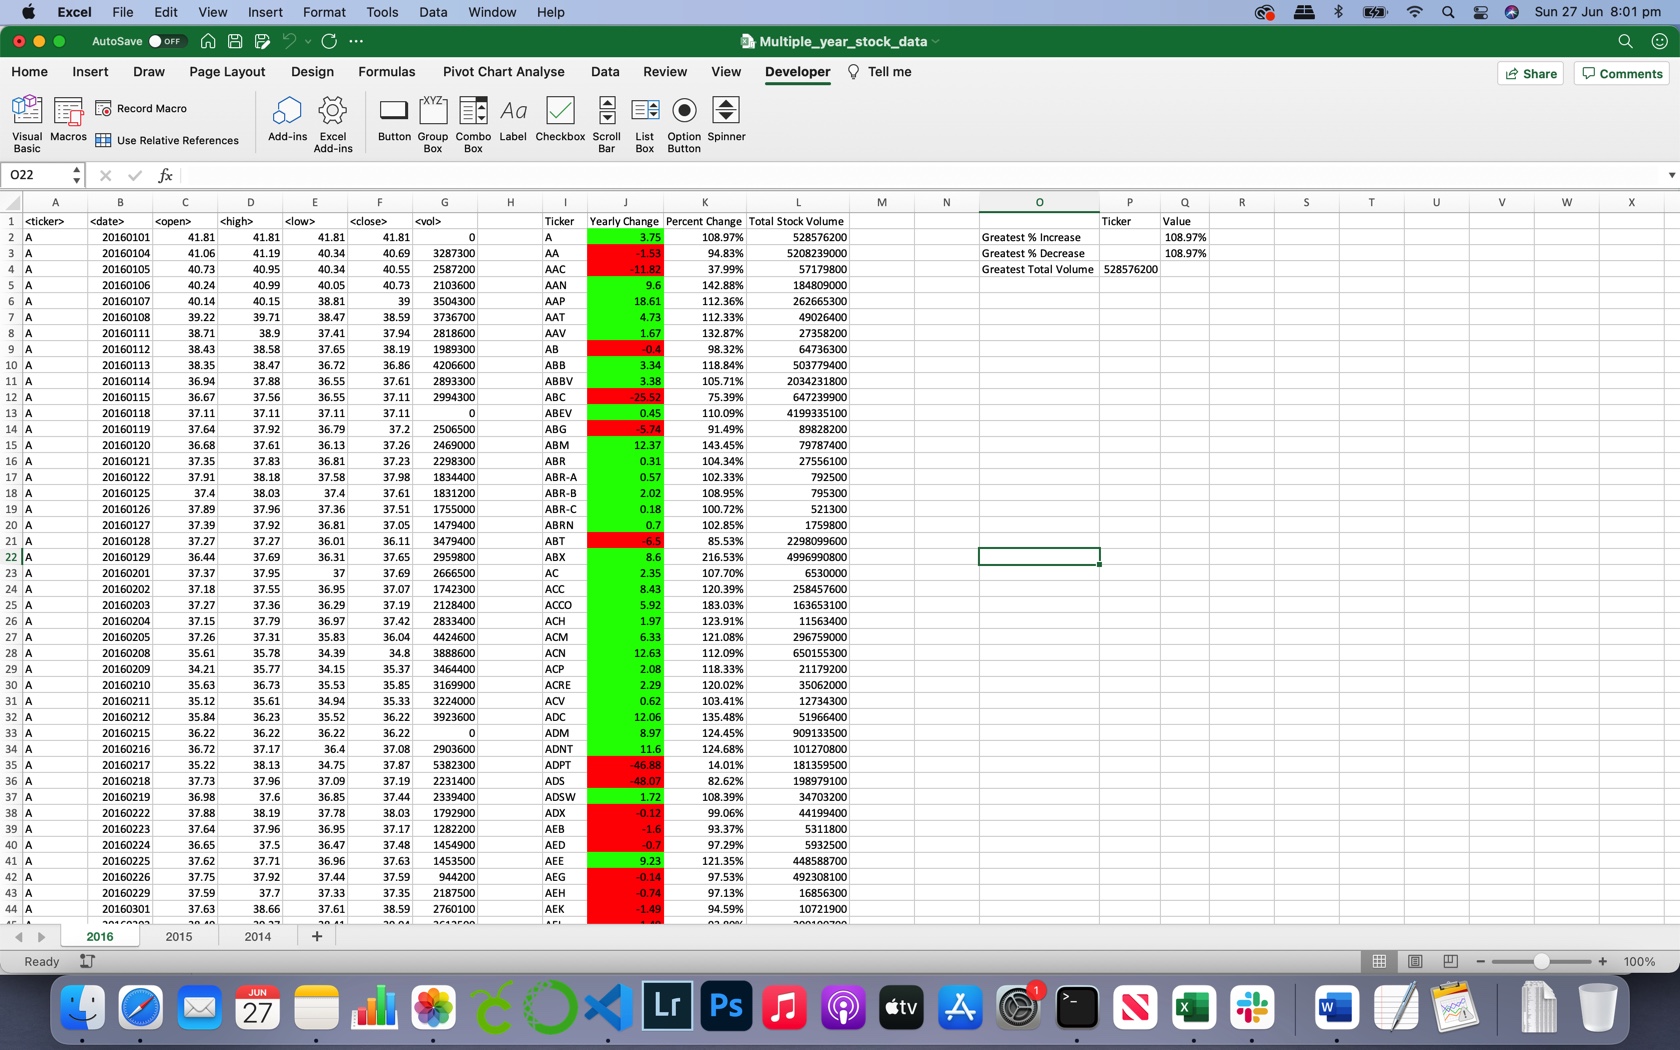 Excel File Edit View Insert Format Tools Data Window Help Sun 27 Jun 8:01 pm
AutoSave OFF Multiple_year_stock_data
Home Insert Draw Page Layout Design Formulas Pivot Chart Analyse Data Review View Developer Tell me Share Comments
Visual Basic Macros Record Macro Use Relative References Add-ins Excel Add-ins Button Group Box Combo Box Label Checkbox Scroll Bar List Box Option Button Spinner
O22 fx
A B C D E F G H I J K L M N O P Q R S T U V W X
1 <ticker> <date> <open> <high> <low> <close> <vol> Ticker Yearly Change Percent Change Total Stock Volume Ticker Value
2 A 20160101 41.81 41.81 41.81 41.81 0 A 3.75 108.97% 528576200 Greatest % Increase 108.97%
3 A 20160104 41.06 41.19 40.34 40.69 3287300 AA -1.53 94.83% 5208239000 Greatest % Decrease 108.97%
4 A 20160105 40.73 40.95 40.34 40.55 2587200 AAC -11.82 37.99% 57179800 Greatest Total Volume 528576200
5 A 20160106 40.24 40.99 40.05 40.73 2103600 AAN 9.6 142.88% 184809000
6 A 20160107 40.14 40.15 38.81 39 3504300 AAP 18.61 112.36% 262665300
7 A 20160108 39.22 39.71 38.47 38.59 3736700 AAT 4.73 112.33% 49026400
8 A 20160111 38.71 38.9 37.41 37.94 2818600 AAV 1.67 132.87% 27358200
9 A 20160112 38.43 38.58 37.65 38.19 1989300 AB -0.4 98.32% 64736300
10 A 20160113 38.35 38.47 36.72 36.86 4206600 ABB 3.34 118.84% 503779400
11 A 20160114 36.94 37.88 36.55 37.61 2893300 ABBV 3.38 105.71% 2034231800
12 A 20160115 36.67 37.56 36.55 37.11 2994300 ABC -25.52 75.39% 647239900
13 A 20160118 37.11 37.11 37.11 37.11 0 ABEV 0.45 110.09% 4199335100
14 A 20160119 37.64 37.92 36.79 37.2 2506500 ABG -5.74 91.49% 89828200
15 A 20160120 36.68 37.61 36.13 37.26 2469000 ABM 12.37 143.45% 79787400
16 A 20160121 37.35 37.83 36.81 37.23 2298300 ABR 0.31 104.34% 27556100
17 A 20160122 37.91 38.18 37.58 37.98 1834400 ABR-A 0.57 102.33% 792500
18 A 20160125 37.4 38.03 37.4 37.61 1831200 ABR-B 2.02 108.95% 795300
19 A 20160126 37.89 37.96 37.36 37.51 1755000 ABR-C 0.18 100.72% 521300
20 A 20160127 37.39 37.92 36.81 37.05 1479400 ABRN 0.7 102.85% 1759800
21 A 20160128 37.27 37.27 36.01 36.11 3479400 ABT -6.5 85.53% 2298099600
22 A 20160129 36.44 37.69 36.31 37.65 2959800 ABX 8.6 216.53% 4996990800
23 A 20160201 37.37 37.95 37 37.69 2666500 AC 2.35 107.70% 6530000
24 A 20160202 37.18 37.55 36.95 37.07 1742300 ACC 8.43 120.39% 258457600
25 A 20160203 37.27 37.36 36.29 37.19 2128400 ACCO 5.92 183.03% 163653100
26 A 20160204 37.15 37.79 36.97 37.42 2833400 ACH 1.97 123.91% 11563400
27 A 20160205 37.26 37.31 35.83 36.04 4424600 ACM 6.33 121.08% 296759000
28 A 20160208 35.61 35.78 34.39 34.8 3888600 ACN 12.63 112.09% 650155300
29 A 20160209 34.21 35.77 34.15 35.37 3464400 ACP 2.08 118.33% 21179200
30 A 20160210 35.63 36.73 35.53 35.85 3169900 ACRE 2.29 120.02% 35062000
31 A 20160211 35.12 35.61 34.94 35.33 3224000 ACV 0.62 103.41% 12734300
32 A 20160212 35.84 36.23 35.52 36.22 3923600 ADC 12.06 135.48% 51966400
33 A 20160215 36.22 36.22 36.22 36.22 0 ADM 8.97 124.45% 909133500
34 A 20160216 36.72 37.17 36.4 37.08 2903600 ADNT 11.6 124.68% 101270800
35 A 20160217 35.22 38.13 34.75 37.87 5382300 ADPT -46.88 14.01% 181359500
36 A 20160218 37.73 37.96 37.09 37.19 2231400 ADS -48.07 82.62% 198979100
37 A 20160219 36.98 37.6 36.85 37.44 2339400 ADSW 1.72 108.39% 34703200
38 A 20160222 37.88 38.19 37.78 38.03 1792900 ADX -0.12 99.06% 44199400
39 A 20160223 37.64 37.96 36.95 37.17 1282200 AEB -1.6 93.37% 5311800
40 A 20160224 36.65 37.5 36.47 37.48 1454900 AED -0.7 97.29% 5932500
41 A 20160225 37.62 37.71 36.96 37.63 1453500 AEE 9.23 121.35% 448588700
42 A 20160226 37.75 37.92 37.44 37.59 944200 AEG -0.14 97.53% 492308100
43 A 20160229 37.59 37.7 37.33 37.35 2187500 AEH -0.74 97.13% 16856300
44 A 20160301 37.63 38.66 37.61 38.59 2760100 AEK -1.49 94.59% 10721900
2016 2015 2014 +
Ready 100%
JUN 27 Lr Ps tv 1